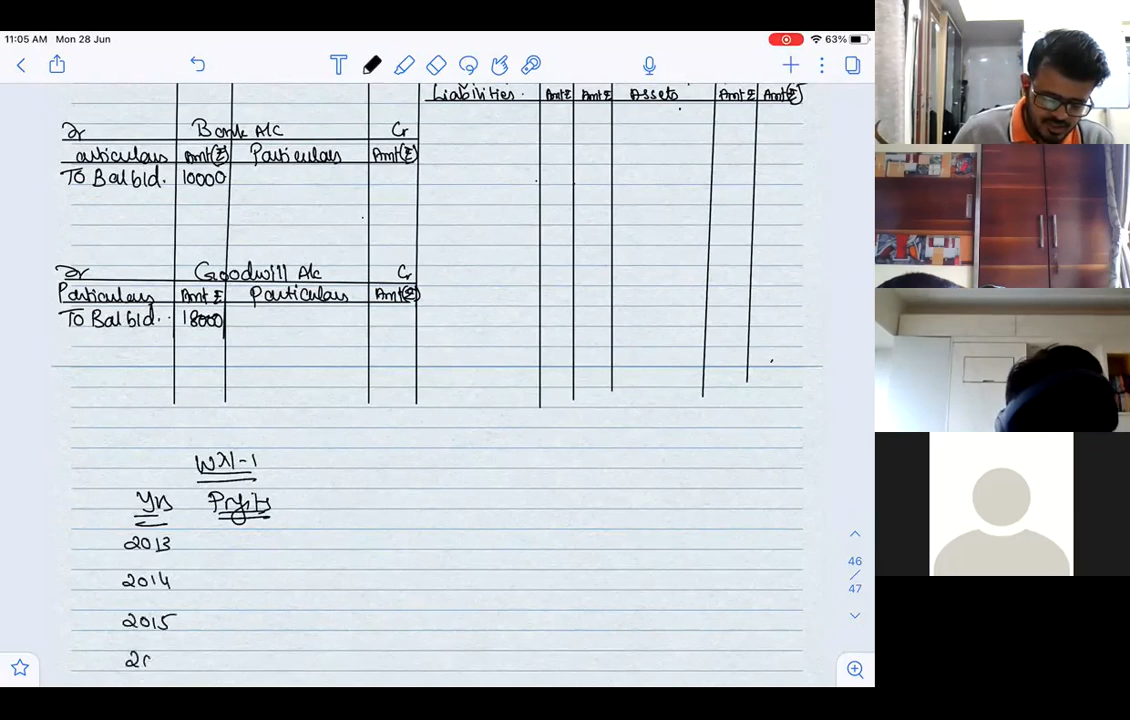 11:05 AM Mon 28 Jun
63%
T
Liabilities. Amt₹ Amt₹ Assets Amt₹ Amt(₹)
Dr Bank A/c Cr
articulars Amt(₹) Particulars Amt(₹)
To Bal b/d. 10000
Dr Goodwill A/c Cr
Particulars Amt ₹ Particulars Amt(₹)
To Bal b/d. 18000
WN-1
Yrs Profits
2013
2014
2015
20
46
/
47